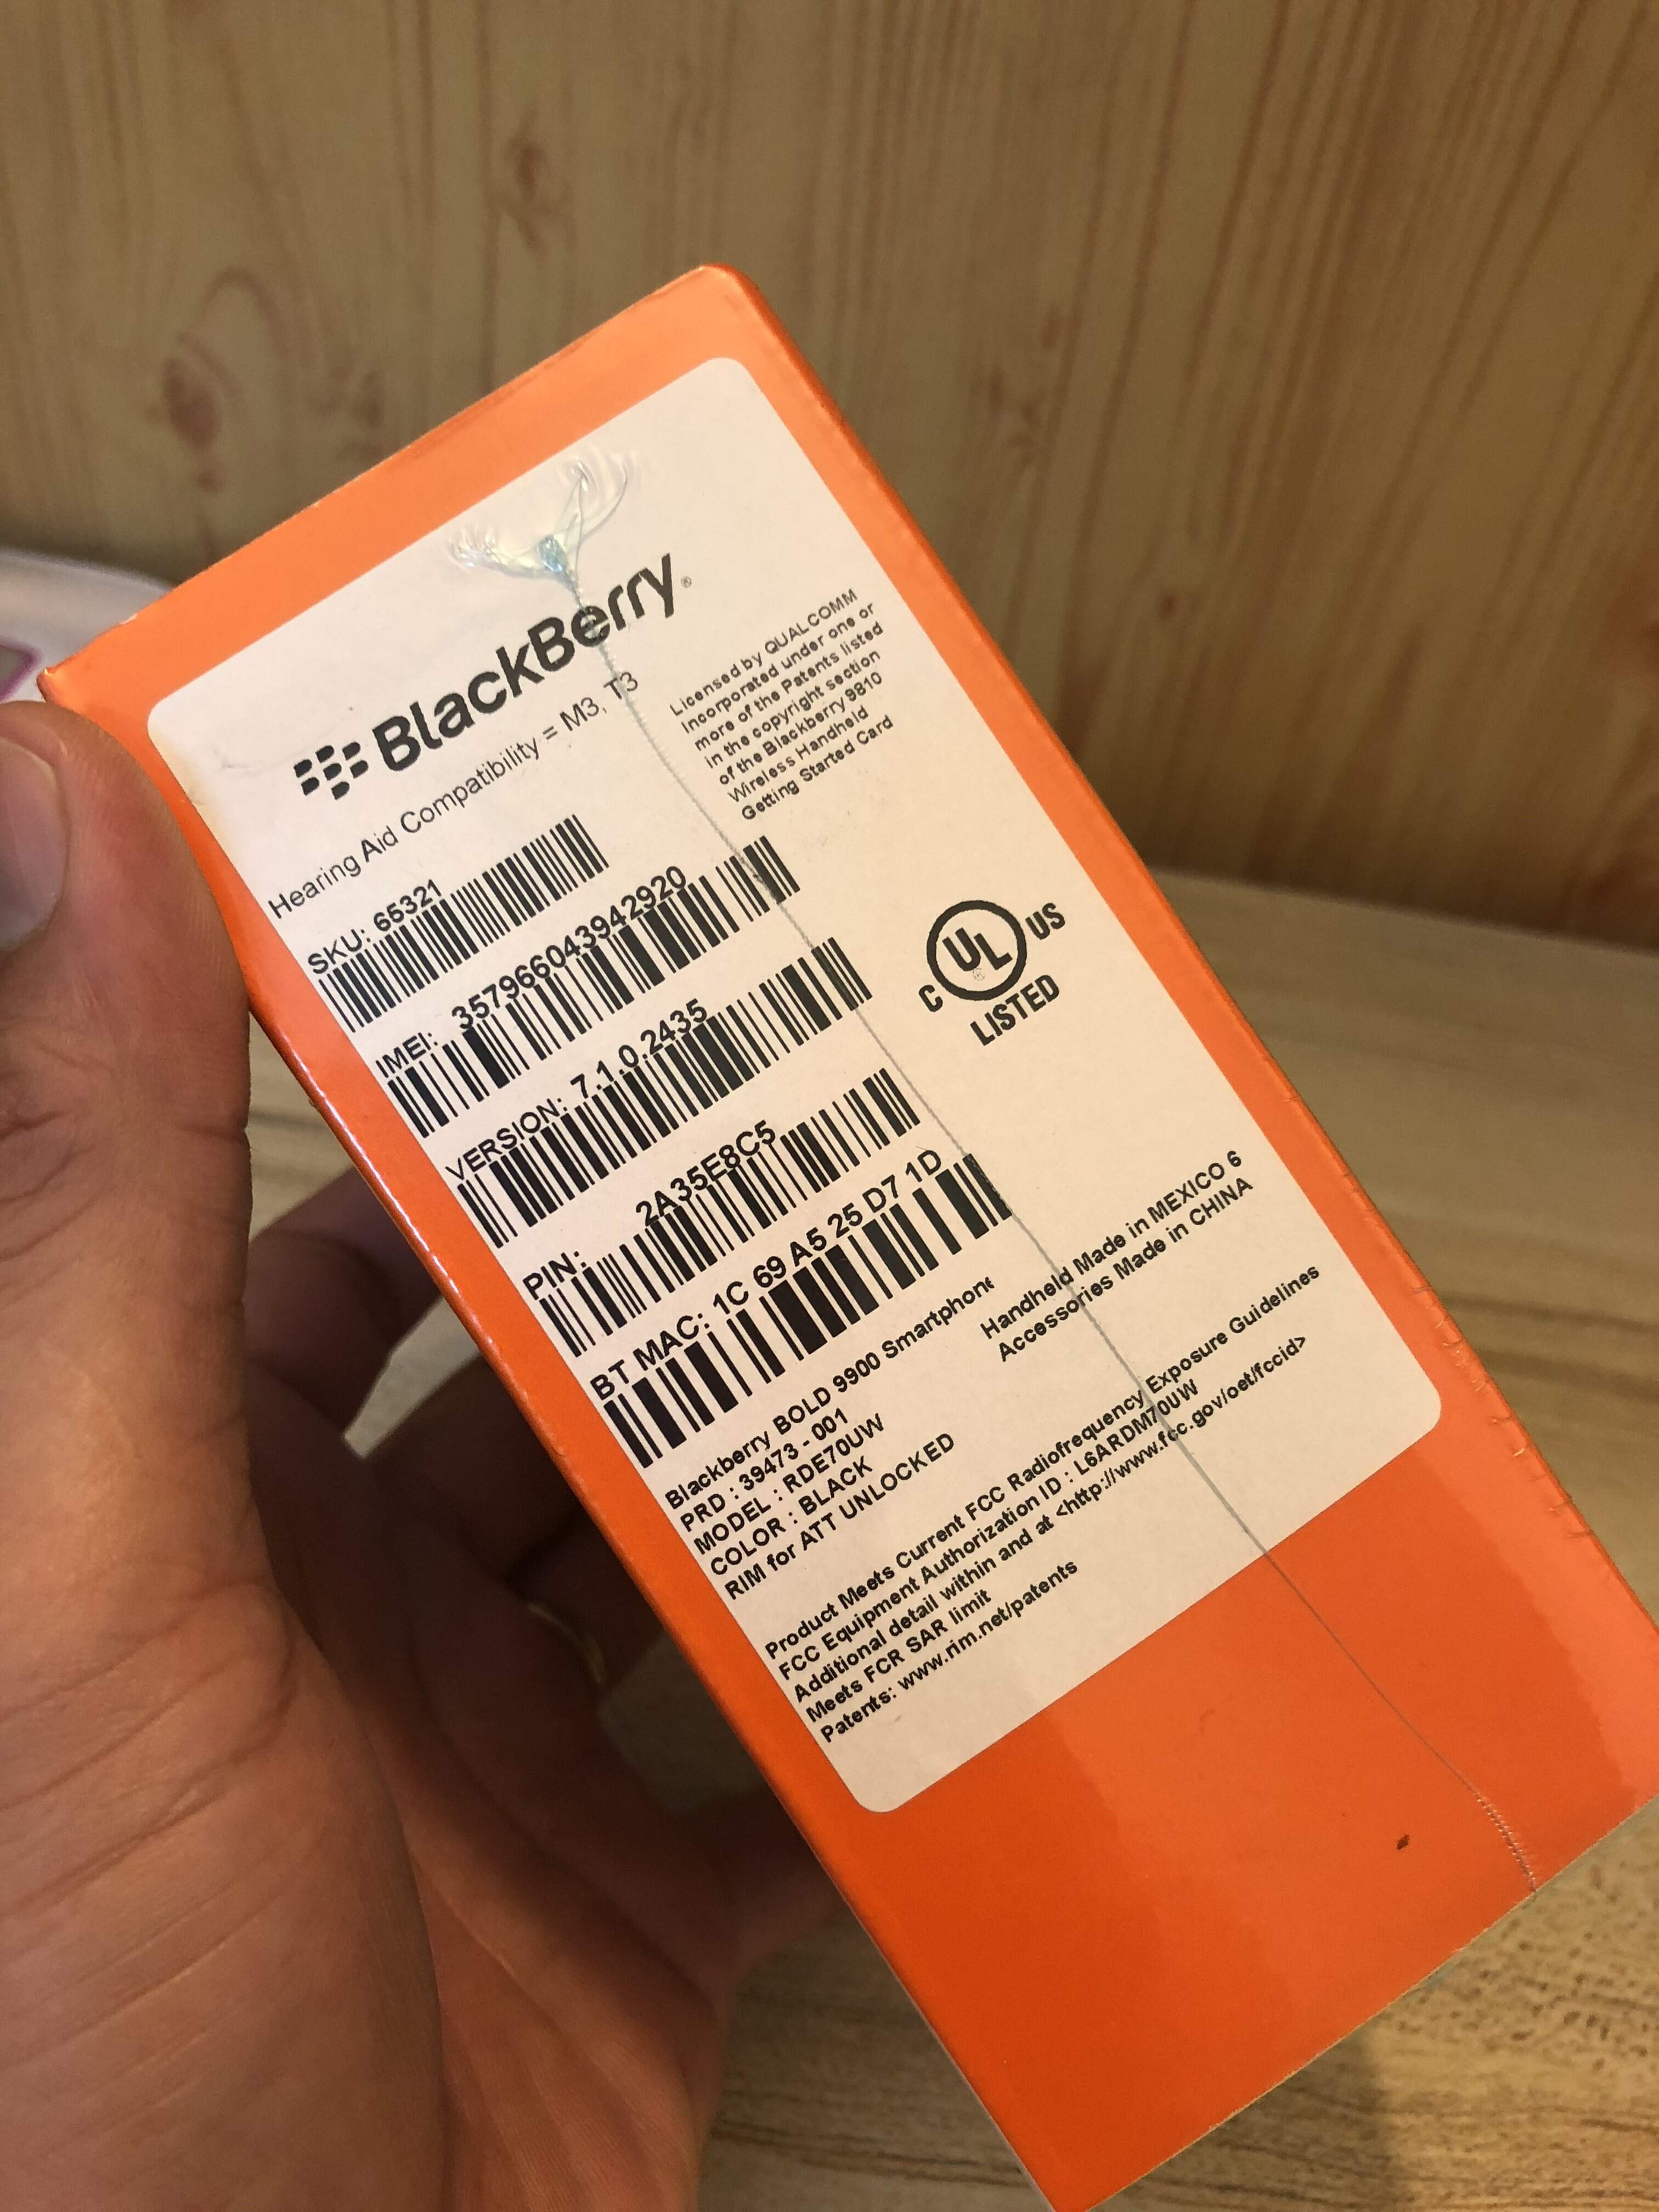 BlackBerry®
Hearing Aid Compatibility = M3, T3
Licensed by QUALCOMM
Incorporated under one or
more of the Patents listed
in the copyright section
of the Blackberry 9810
Wireless Handheld
Getting Started Card
SKU: 65321
IMEI: 357966043942920
VERSION: 7.1.0.2435
PIN: 2A35E8C5
BT MAC: 1C 69 A5 25 D7 1D
C UL® US
LISTED
Blackberry BOLD 9900 Smartphone
PRD : 39473 - 001
MODEL : RDE70UW
COLOR : BLACK
RIM for ATT UNLOCKED
Handheld Made in MEXICO 6
Accessories Made in CHINA
Product Meets Current FCC Radiofrequency Exposure Guidelines
FCC Equipment Authorization ID : L6ARDM70UW
Additional detail within and at <http://www.fcc.gov/oet/fccid>
Meets FCR SAR limit
Patents: www.rim.net/patents